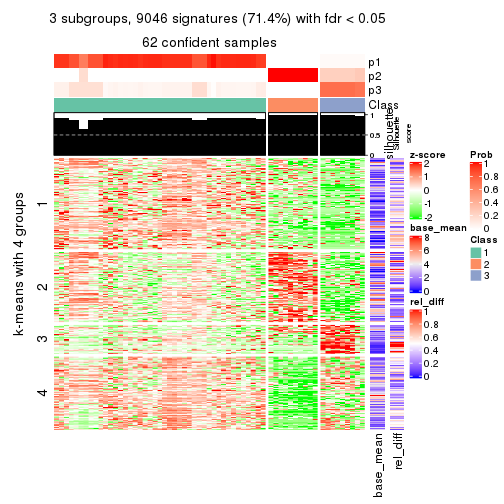 3 subgroups, 9046 signatures (71.4%) with fdr < 0.05
62 confident samples
p1
p2
p3
Class
1
0.5
0
silhouette
Silhouette
score
k-means with 4 groups
1
2
3
4
base_mean
rel_diff
z-score
2
1
0
-1
-2
base_mean
8
6
4
2
0
rel_diff
1
0.8
0.6
0.4
0.2
0
Prob
1
0.8
0.6
0.4
0.2
0
Class
1
2
3